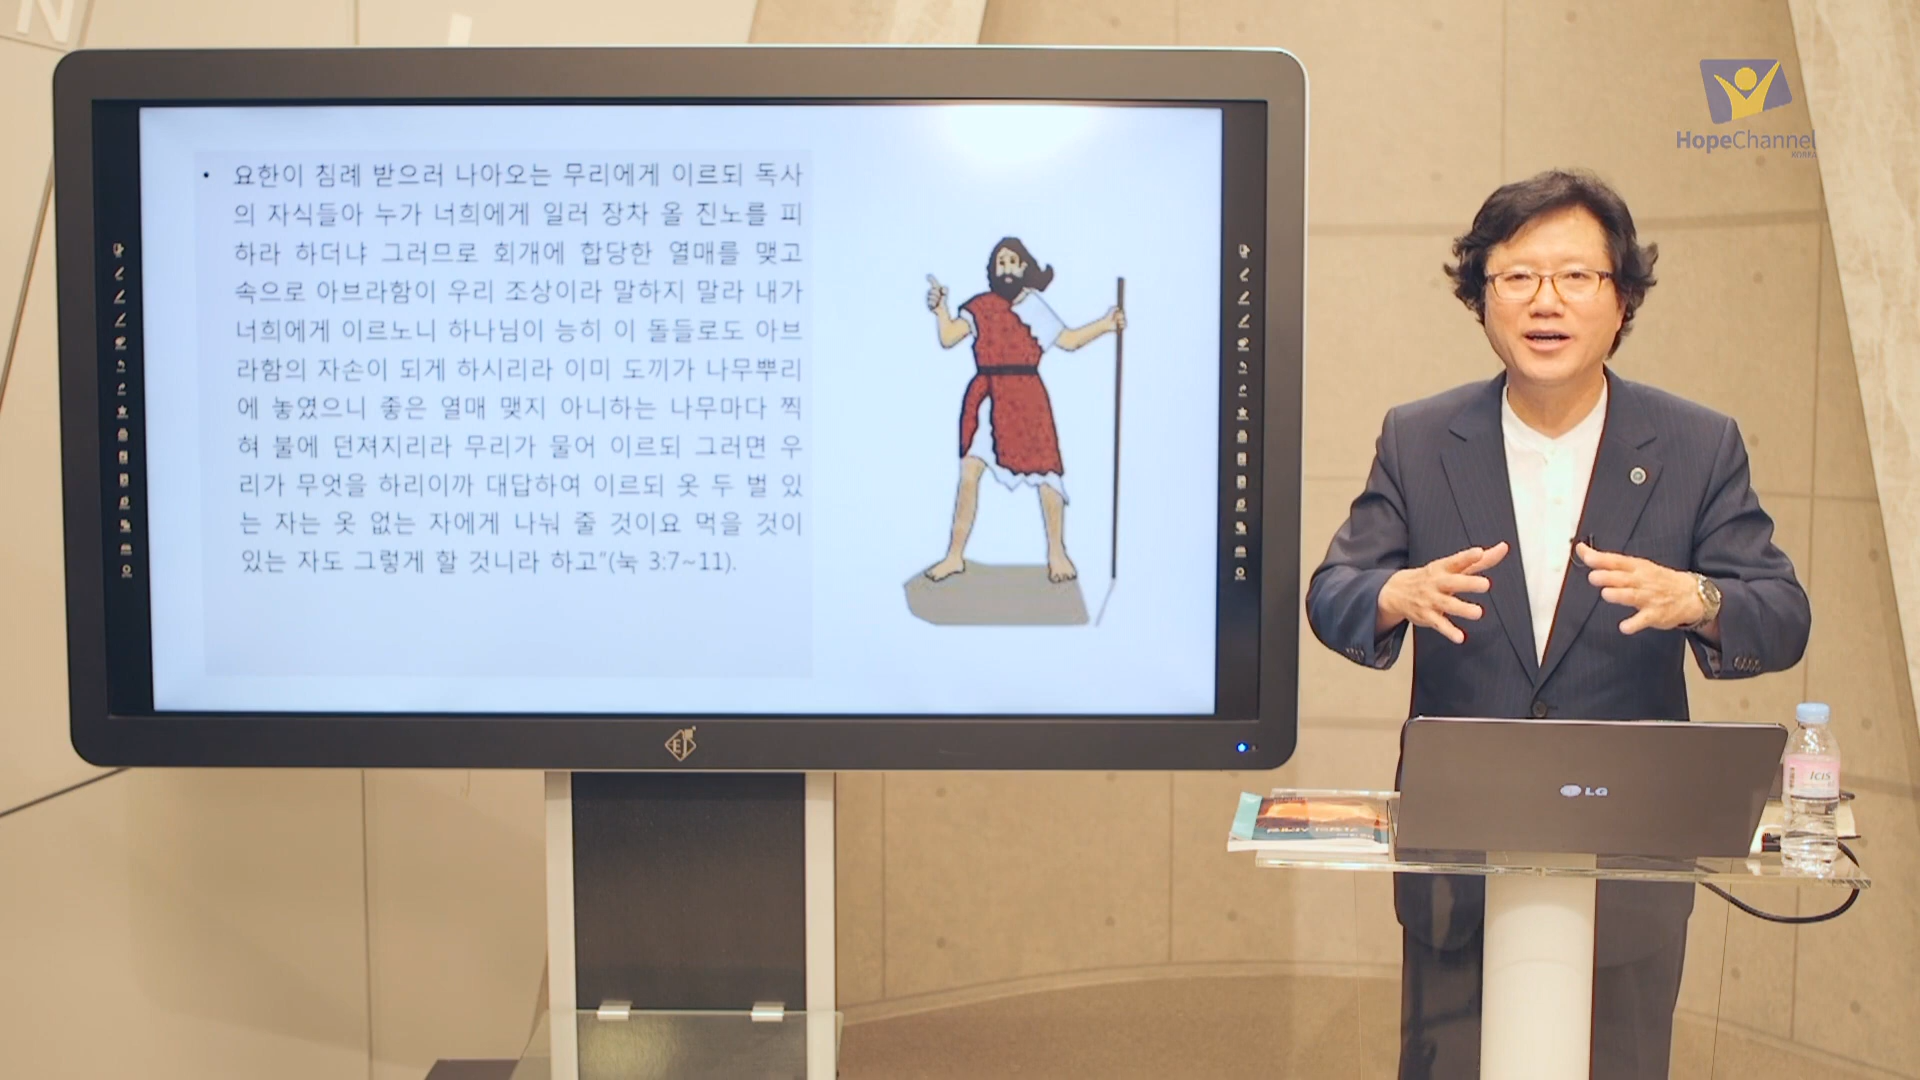 HopeChannel
KOREA
• 요한이 침례 받으러 나아오는 무리에게 이르되 독사
의 자식들아 누가 너희에게 일러 장차 올 진노를 피
하라 하더냐 그러므로 회개에 합당한 열매를 맺고
속으로 아브라함이 우리 조상이라 말하지 말라 내가
너희에게 이르노니 하나님이 능히 이 돌들로도 아브
라함의 자손이 되게 하시리라 이미 도끼가 나무뿌리
에 놓였으니 좋은 열매 맺지 아니하는 나무마다 찍
혀 불에 던져지리라 무리가 물어 이르되 그러면 우
리가 무엇을 하리이까 대답하여 이르되 옷 두 벌 있
는 자는 옷 없는 자에게 나눠 줄 것이요 먹을 것이
있는 자도 그렇게 할 것니라 하고"(눅 3:7~11).
LG
Icis